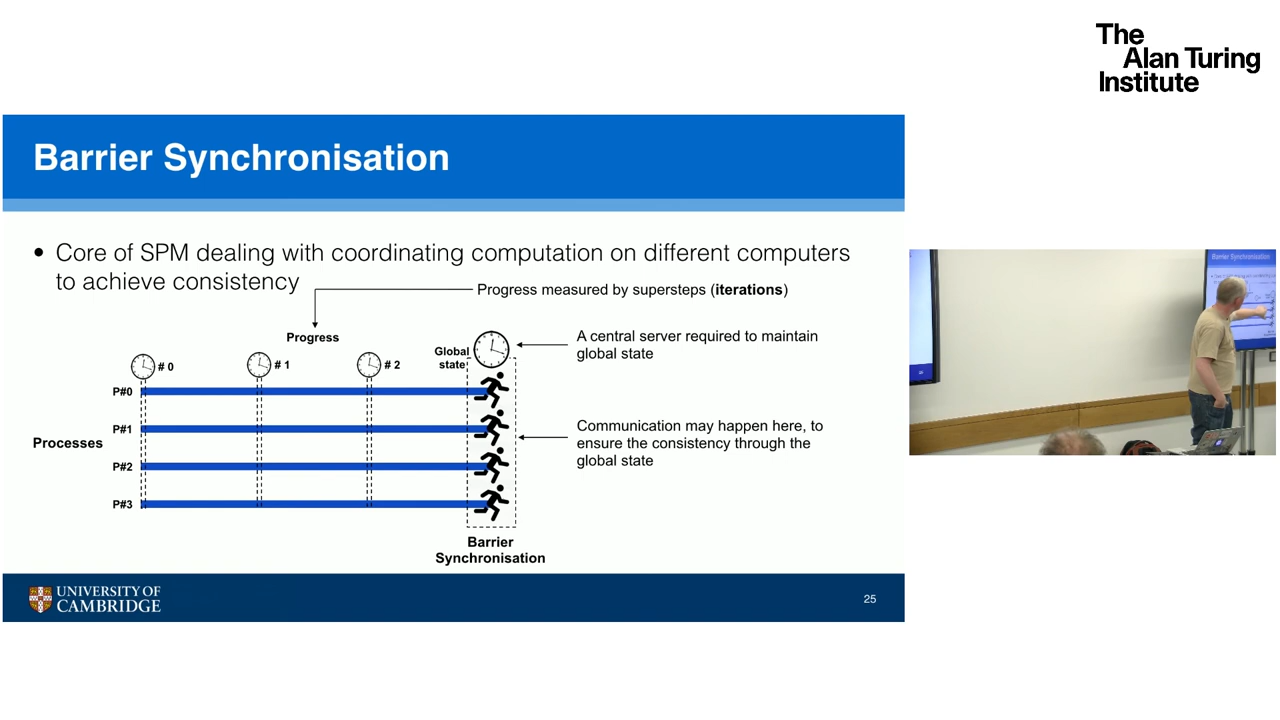 The
Alan Turing
Institute
Barrier Synchronisation
• Core of SPM dealing with coordinating computation on different computers
to achieve consistency
Progress measured by supersteps (iterations)
Progress
A central server required to maintain
global state
Global
state
# 0
# 1
# 2
P#0
P#1
Processes
P#2
P#3
Communication may happen here, to
ensure the consistency through the
global state
Barrier
Synchronisation
UNIVERSITY OF
CAMBRIDGE
25
Barrier Synchronisation